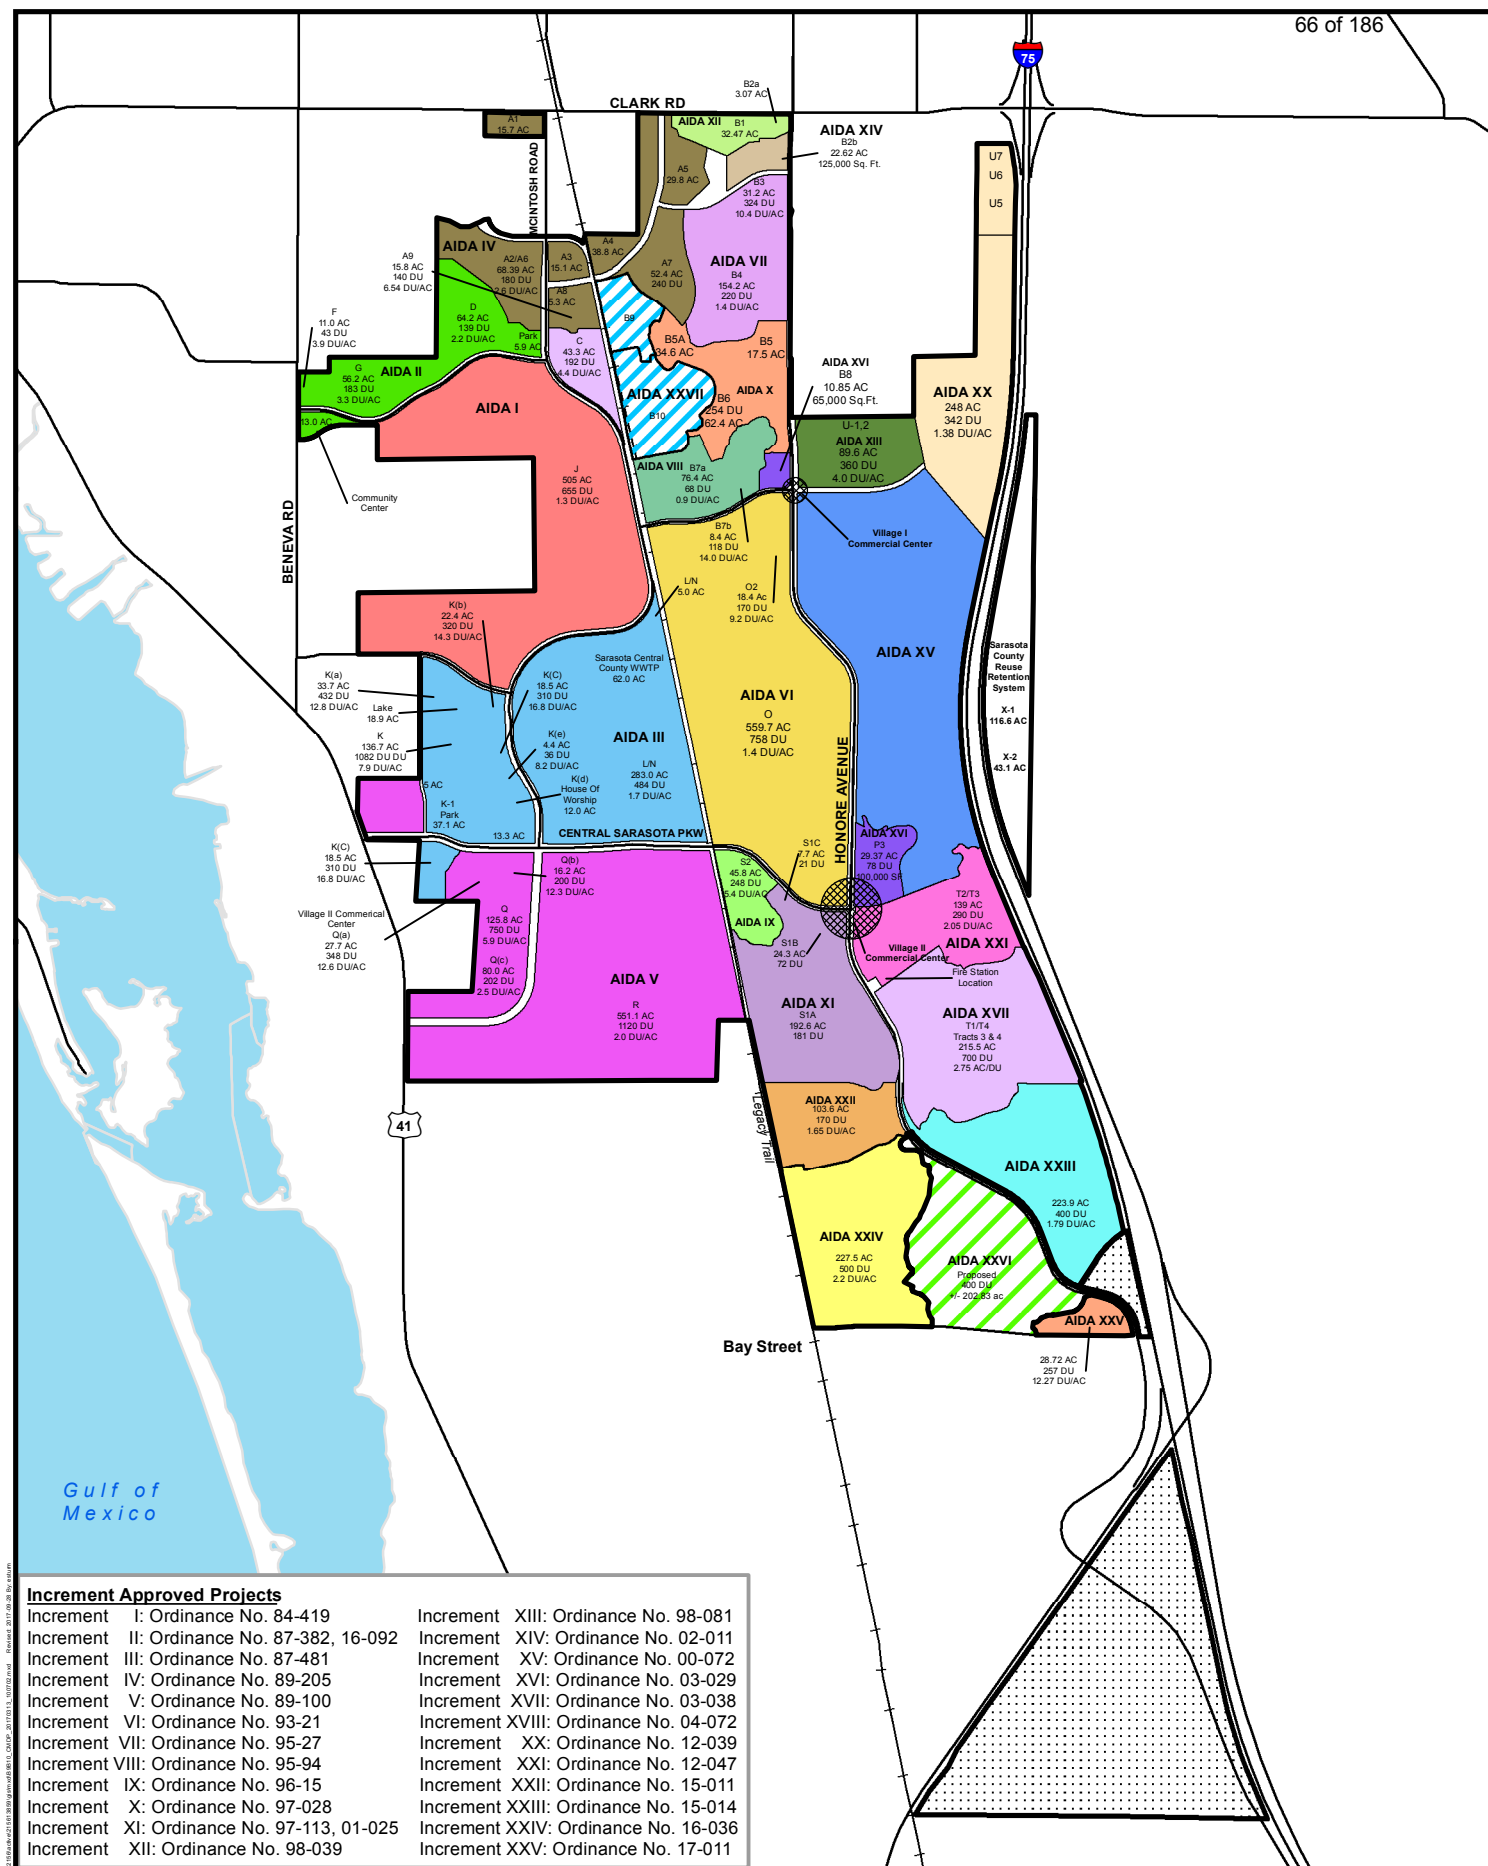 66 of 186
75
CLARK RD
B2a
3.07 AC
A1
15.7 AC
AIDA XII
B1
32.47 AC
AIDA XIV
B2b
22.62 AC
125,000 Sq. Ft.
MCINTOSH ROAD
A5
29.8 AC
B3
31.2 AC
324 DU
10.4 DU/AC
U7
U6
U5
AIDA IV
A9
15.8 AC
140 DU
6.54 DU/AC
A2/A6
68.39 AC
180 DU
2.6 DU/AC
A3
15.1 AC
A4
38.8 AC
A7
52.4 AC
240 DU
AIDA VII
B4
154.2 AC
220 DU
1.4 DU/AC
A8
5.3 AC
F
11.0 AC
43 DU
3.9 DU/AC
D
64.2 AC
139 DU
2.2 DU/AC
Park
5.9 AC
C
43.3 AC
192 DU
4.4 DU/AC
B9
B5A
34.6 AC
B5
17.5 AC
G
56.2 AC
183 DU
3.3 DU/AC
AIDA II
13.0 AC
AIDA I
AIDA XXVII
B10
AIDA X
B6
254 DU
62.4 AC
AIDA XVI
B8
10.85 AC
65,000 Sq.Ft.
AIDA XX
248 AC
342 DU
1.38 DU/AC
U-1,2
AIDA XIII
89.6 AC
360 DU
4.0 DU/AC
J
505 AC
655 DU
1.3 DU/AC
AIDA VIII
B7a
76.4 AC
68 DU
0.9 DU/AC
Community
Center
BENEVA RD
B7b
8.4 AC
118 DU
14.0 DU/AC
Village I
Commercial Center
L/N
5.0 AC
O2
18.4 Ac
170 DU
9.2 DU/AC
K(b)
22.4 AC
320 DU
14.3 DU/AC
Sarasota Central
County WWTP
62.0 AC
AIDA XV
Sarasota
County
Reuse
Retention
System
X-1
116.6 AC
X-2
43.1 AC
K(a)
33.7 AC
432 DU
12.8 DU/AC
Lake
18.9 AC
K
136.7 AC
1082 DU DU
7.9 DU/AC
K(C)
18.5 AC
310 DU
16.8 DU/AC
K(e)
4.4 AC
36 DU
8.2 DU/AC
K(d)
House Of
Worship
12.0 AC
AIDA III
L/N
283.0 AC
484 DU
1.7 DU/AC
AIDA VI
O
559.7 AC
758 DU
1.4 DU/AC
HONORE AVENUE
5 AC
K-1
Park
37.1 AC
13.3 AC
CENTRAL SARASOTA PKW
AIDA XVI
P3
29.37 AC
78 DU
100,000 SF
S1C
7.7 AC
21 DU
K(C)
18.5 AC
310 DU
16.8 DU/AC
Q(b)
16.2 AC
200 DU
12.3 DU/AC
S2
45.8 AC
248 DU
5.4 DU/AC
AIDA IX
T2/T3
139 AC
290 DU
2.05 DU/AC
AIDA XXI
Village II Commerical
Center
Q(a)
27.7 AC
348 DU
12.6 DU/AC
Q
125.8 AC
750 DU
5.9 DU/AC
Q(c)
80.0 AC
202 DU
2.5 DU/AC
S1B
24.3 AC
72 DU
Village II
Commercial Center
Fire Station
Location
AIDA V
R
551.1 AC
1120 DU
2.0 DU/AC
AIDA XI
S1A
192.6 AC
181 DU
AIDA XVII
T1/T4
Tracts 3 & 4
215.5 AC
700 DU
2.75 AC/DU
41
Legacy Trail
AIDA XXII
103.6 AC
170 DU
1.65 DU/AC
AIDA XXIII
223.9 AC
400 DU
1.79 DU/AC
AIDA XXIV
227.5 AC
500 DU
2.2 DU/AC
AIDA XXVI
Proposed
400 DU
+/- 202.83 ac
AIDA XXV
Bay Street
28.72 AC
257 DU
12.27 DU/AC
Gulf of
Mexico
Increment Approved Projects
Increment I: Ordinance No. 84-419
Increment II: Ordinance No. 87-382, 16-092
Increment III: Ordinance No. 87-481
Increment IV: Ordinance No. 89-205
Increment V: Ordinance No. 89-100
Increment VI: Ordinance No. 93-21
Increment VII: Ordinance No. 95-27
Increment VIII: Ordinance No. 95-94
Increment IX: Ordinance No. 96-15
Increment X: Ordinance No. 97-028
Increment XI: Ordinance No. 97-113, 01-025
Increment XII: Ordinance No. 98-039
Increment XIII: Ordinance No. 98-081
Increment XIV: Ordinance No. 02-011
Increment XV: Ordinance No. 00-072
Increment XVI: Ordinance No. 03-029
Increment XVII: Ordinance No. 03-038
Increment XVIII: Ordinance No. 04-072
Increment XX: Ordinance No. 12-039
Increment XXI: Ordinance No. 12-047
Increment XXII: Ordinance No. 15-011
Increment XXIII: Ordinance No. 15-014
Increment XXIV: Ordinance No. 16-036
Increment XXV: Ordinance No. 17-011